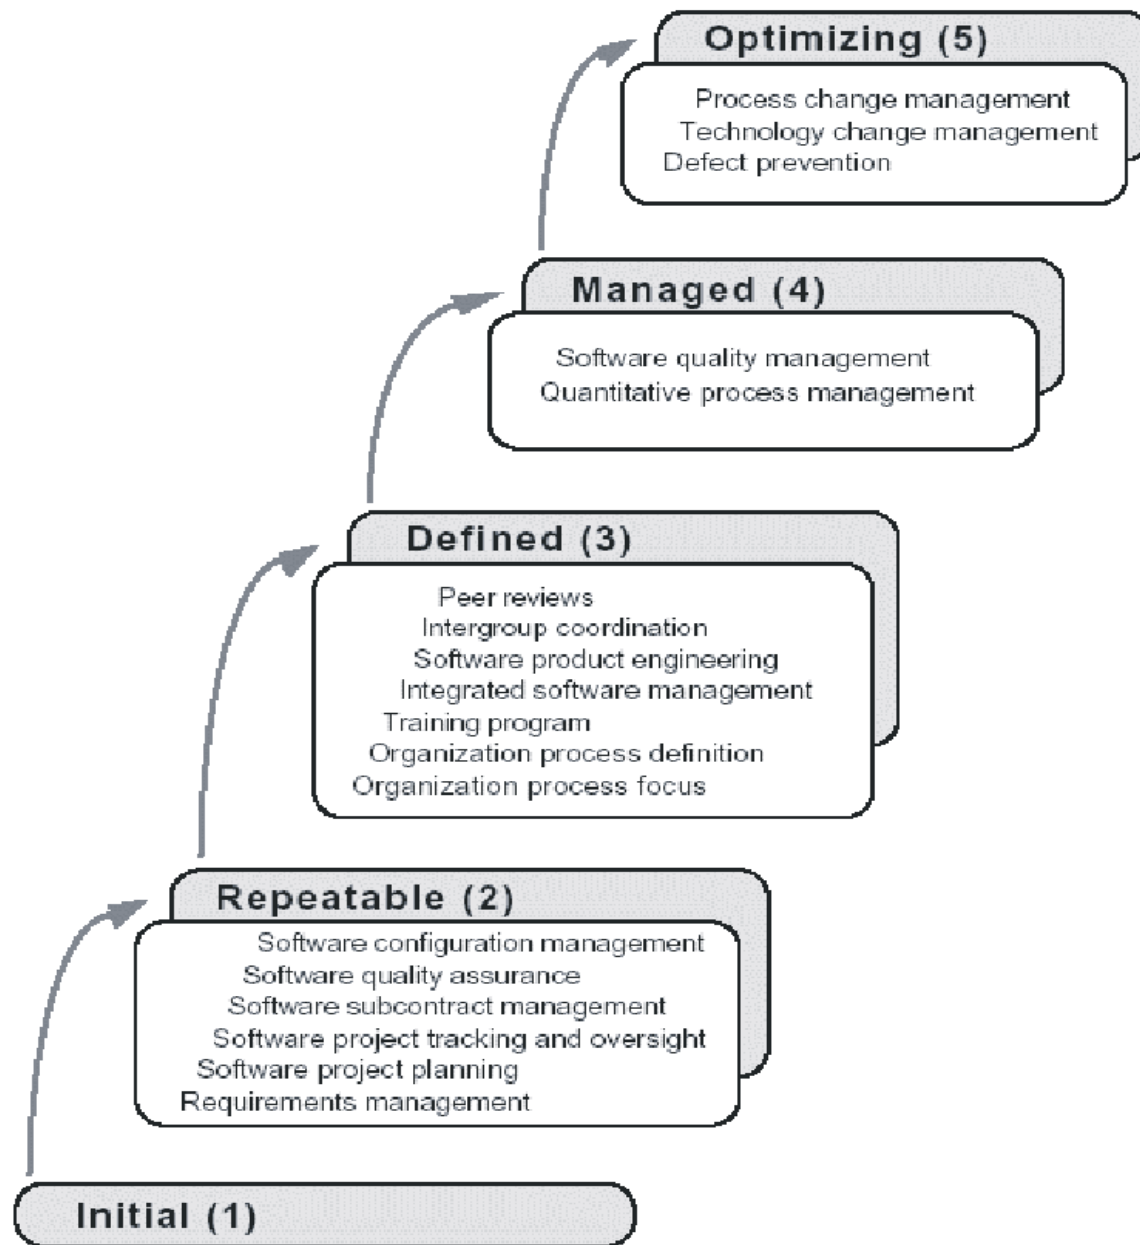 Optimizing (5)
Process change management
Technology change management
Defect prevention
Managed (4)
Software quality management
Quantitative process management
Defined (3)
Peer reviews
Intergroup coordination
Software product engineering
Integrated software management
Training program
Organization process definition
Organization process focus
Repeatable (2)
Software configuration management
Software quality assurance
Software subcontract management
Software project tracking and oversight
Software project planning
Requirements management
Initial (1)